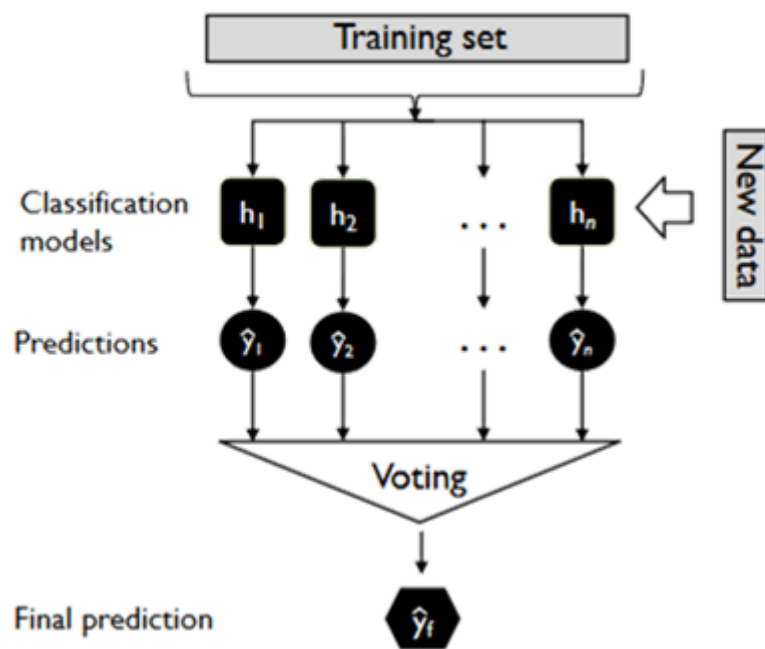 Training set
New data
Classification
models
h₁ h₂ . . . hₙ
Predictions
ŷ₁ ŷ₂ . . . ŷₙ
Voting
Final prediction
ŷf